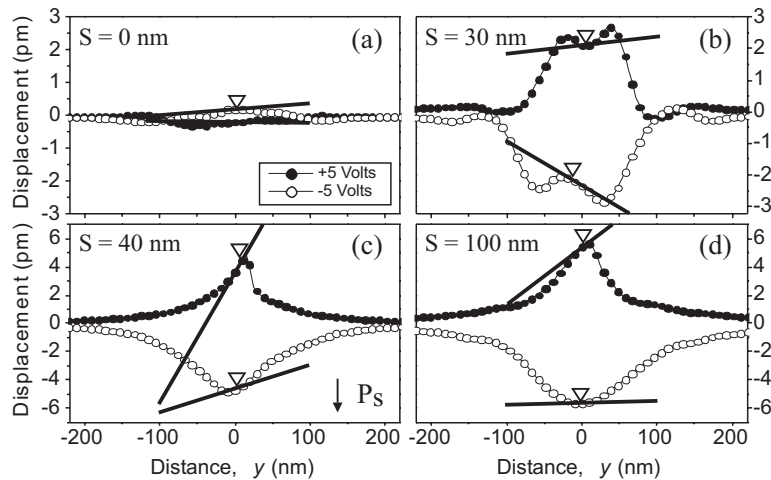 S = 0 nm
(a)
S = 30 nm
(b)
Displacement (pm)
3
2
1
0
-1
-2
-3
+5 Volts
-5 Volts
3
2
1
0
-1
-2
-3
S = 40 nm
(c)
S = 100 nm
(d)
Displacement (pm)
6
4
2
0
-2
-4
-6
Ps
6
4
2
0
-2
-4
-6
-200 -100 0 100
-200 -100 0 100 200
Distance, y (nm)
Distance, y (nm)